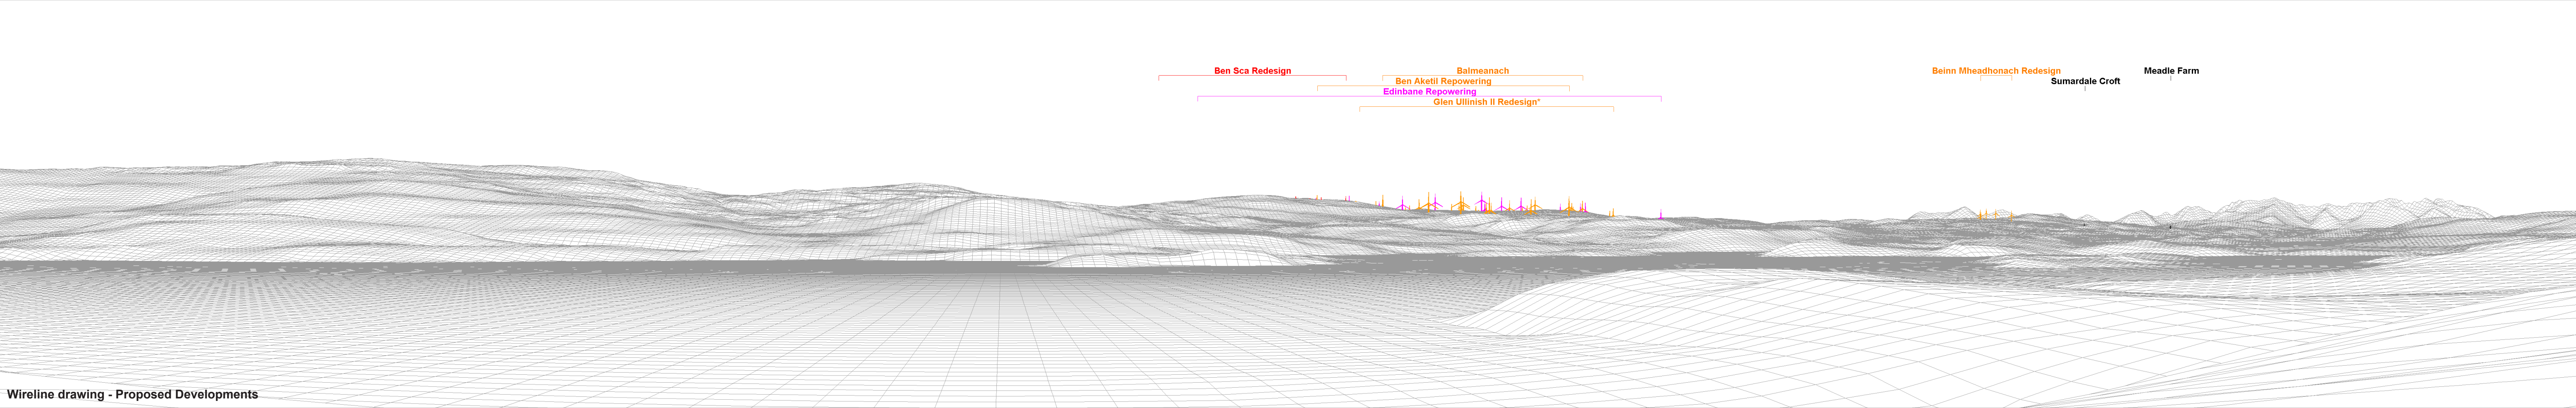 Ben Sca Redesign
Balmeanach
Ben Aketil Repowering
Edinbane Repowering
Glen Ullinish II Redesign*
Beinn Mheadhonach Redesign
Sumardale Croft
Meadle Farm
Wireline drawing - Proposed Developments